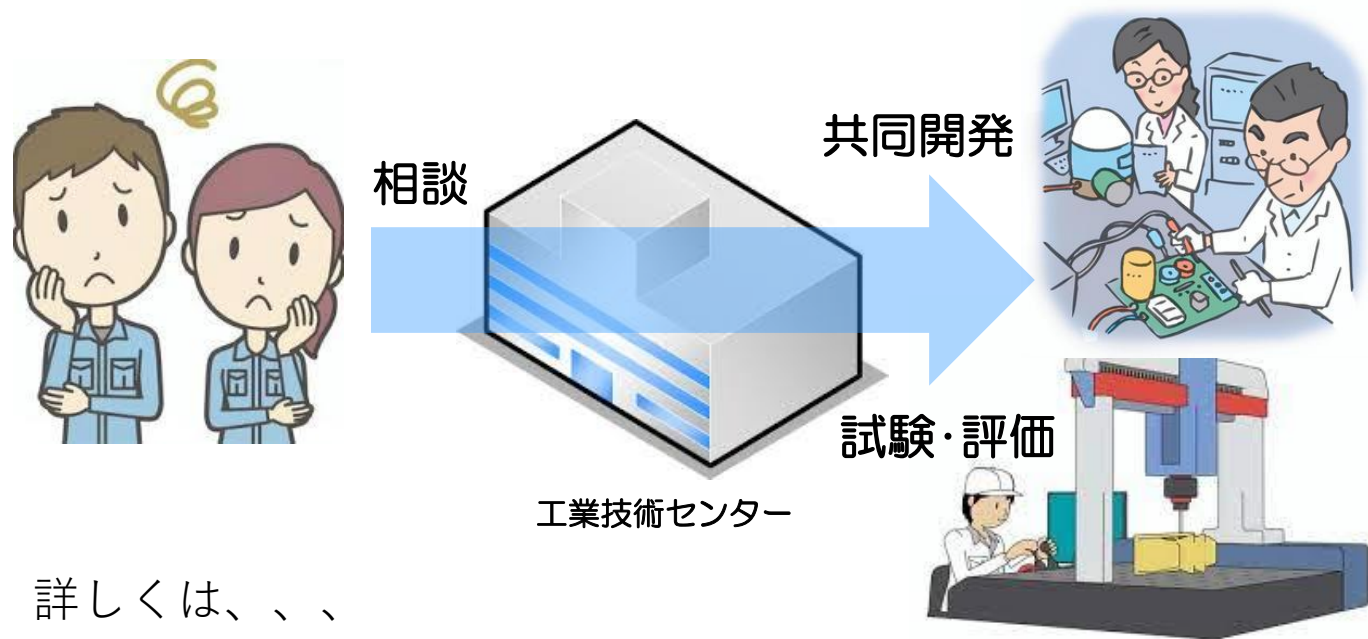 相談
共同開発
試験・評価
工業技術センター
詳しくは、、、